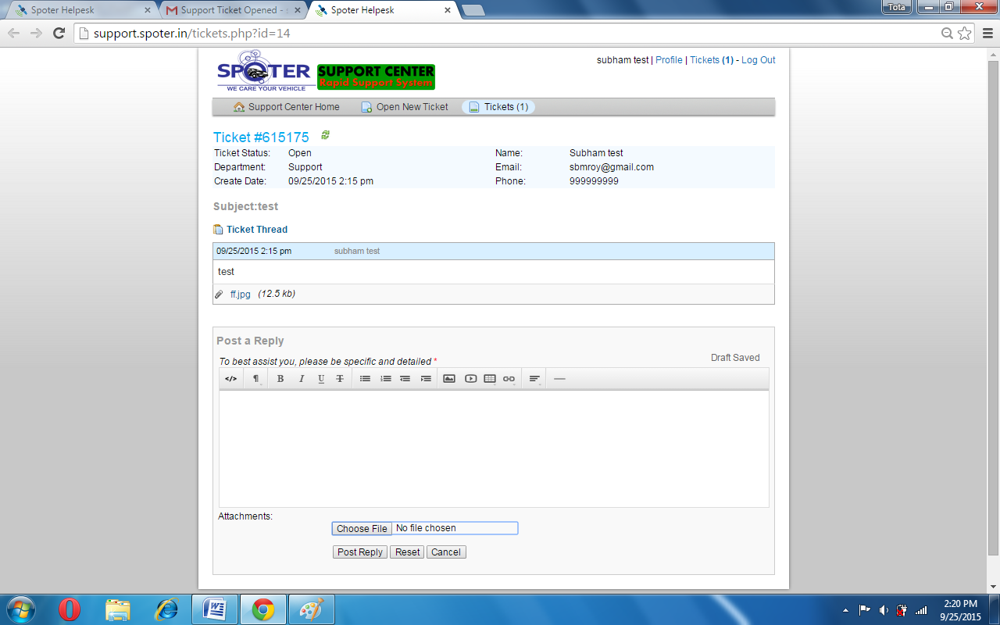 Spoter Helpesk
Support Ticket Opened - s
Spoter Helpesk
Tota
support.spoter.in/tickets.php?id=14
SPOTER
WE CARE YOUR VEHICLE
SUPPORT CENTER
Rapid Support System
subham test | Profile | Tickets (1) - Log Out
Support Center Home
Open New Ticket
Tickets (1)
Ticket #615175
Ticket Status: Open Name: Subham test
Department: Support Email: sbmroy@gmail.com
Create Date: 09/25/2015 2:15 pm Phone: 999999999
Subject:test
Ticket Thread
09/25/2015 2:15 pm subham test
test
ff.jpg (12.5 kb)
Post a Reply
To best assist you, please be specific and detailed *
Draft Saved
</> ¶ B I U T
Attachments:
Choose File No file chosen
Post Reply Reset Cancel
2:20 PM
9/25/2015